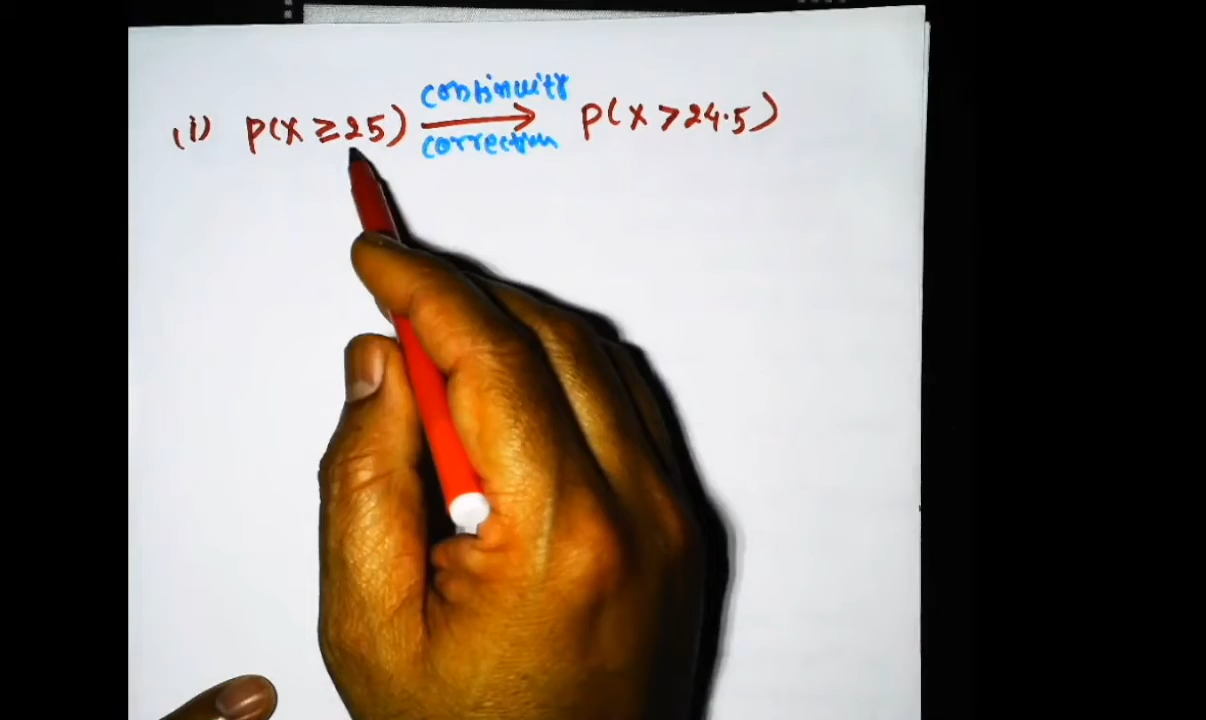 continuity
(i) P(X ≥ 25) → P(X > 24.5)
correction